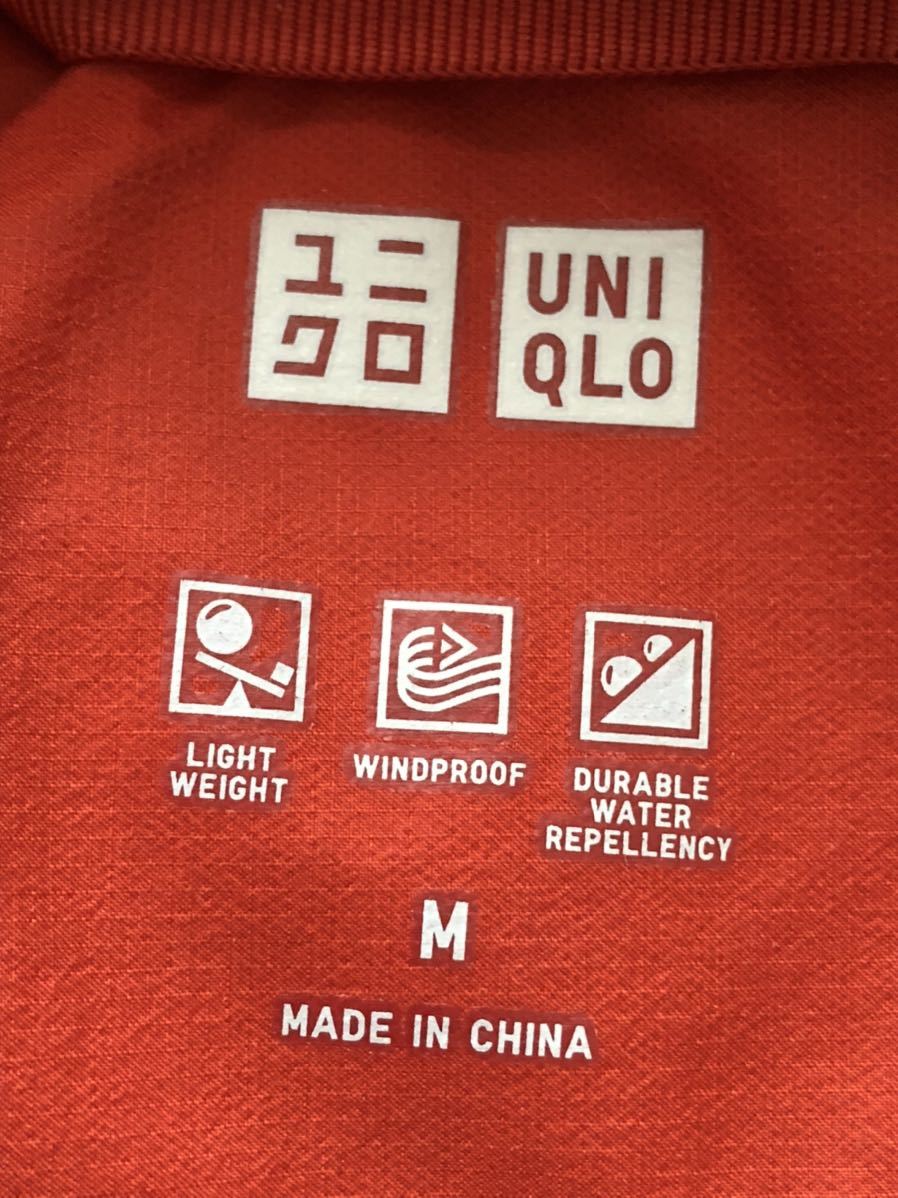 ユニ
クロ
UNI
QLO
LIGHT
WEIGHT
WINDPROOF
DURABLE
WATER
REPELLENCY
M
MADE IN CHINA